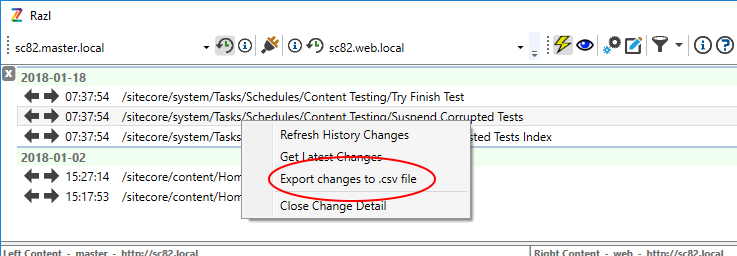 Razl
sc82.master.local
sc82.web.local
2018-01-18
07:37:54 /sitecore/system/Tasks/Schedules/Content Testing/Try Finish Test
07:37:54 /sitecore/system/Tasks/Schedules/Content Testing/Suspend Corrupted Tests
07:37:54 /sitecore/system/Tasks sted Tests Index
Refresh History Changes
2018-01-02
Get Latest Changes
15:27:14 /sitecore/content/Hom
Export changes to .csv file
15:17:53 /sitecore/content/Hom
Close Change Detail
Left Content - master - http://sc82.local
Right Content - web - http://sc82.local